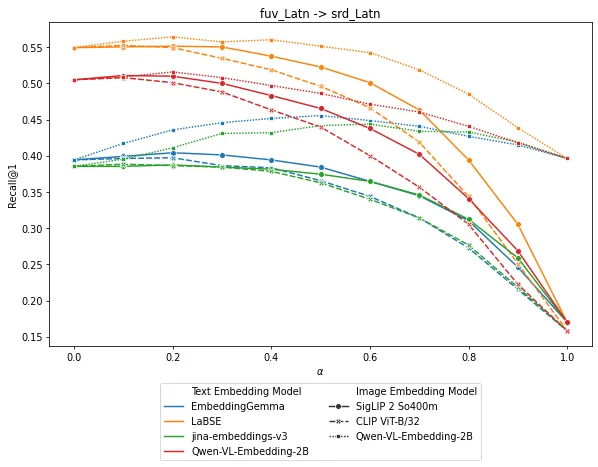 fuv_Latn -> srd_Latn
Recall@1
0.55
0.50
0.45
0.40
0.35
0.30
0.25
0.20
0.15
0.0
0.2
0.4
0.6
0.8
1.0
α
Text Embedding Model
EmbeddingGemma
LaBSE
jina-embeddings-v3
Qwen-VL-Embedding-2B
Image Embedding Model
SigLIP 2 So400m
CLIP ViT-B/32
Qwen-VL-Embedding-2B